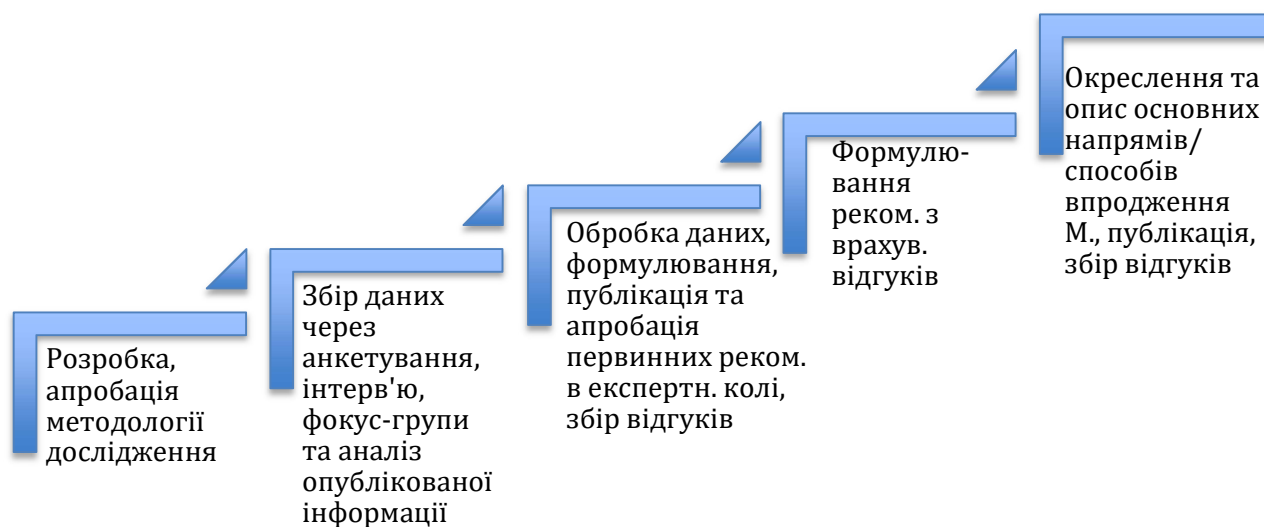 Розробка,
апробація
методології
дослідження
Збір даних
через
анкетування,
інтерв'ю,
фокус-групи
та аналіз
опублікованої
інформації
Обробка даних,
формулювання,
публікація та
апробація
первинних реком.
в експертн. колі,
збір відгуків
Формулю-
вання
реком. з
врахув.
відгуків
Окреслення та
опис основних
напрямів/
способів
впродження
М., публікація,
збір відгуків